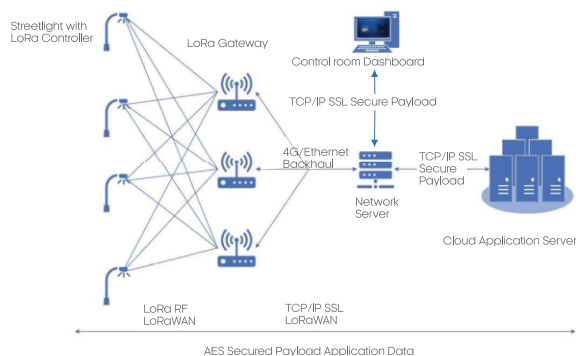 Streetlight with
LoRa Controller
LoRa Gateway
Control room Dashboard
TCP/IP SSL Secure Payload
4G/Ethernet
Backhaul
TCP/IP SSL
Secure
Payload
Network
Server
Cloud Application Server
LoRa RF
LoRaWAN
TCP/IP SSL
LoRaWAN
AES Secured Payload Application Data